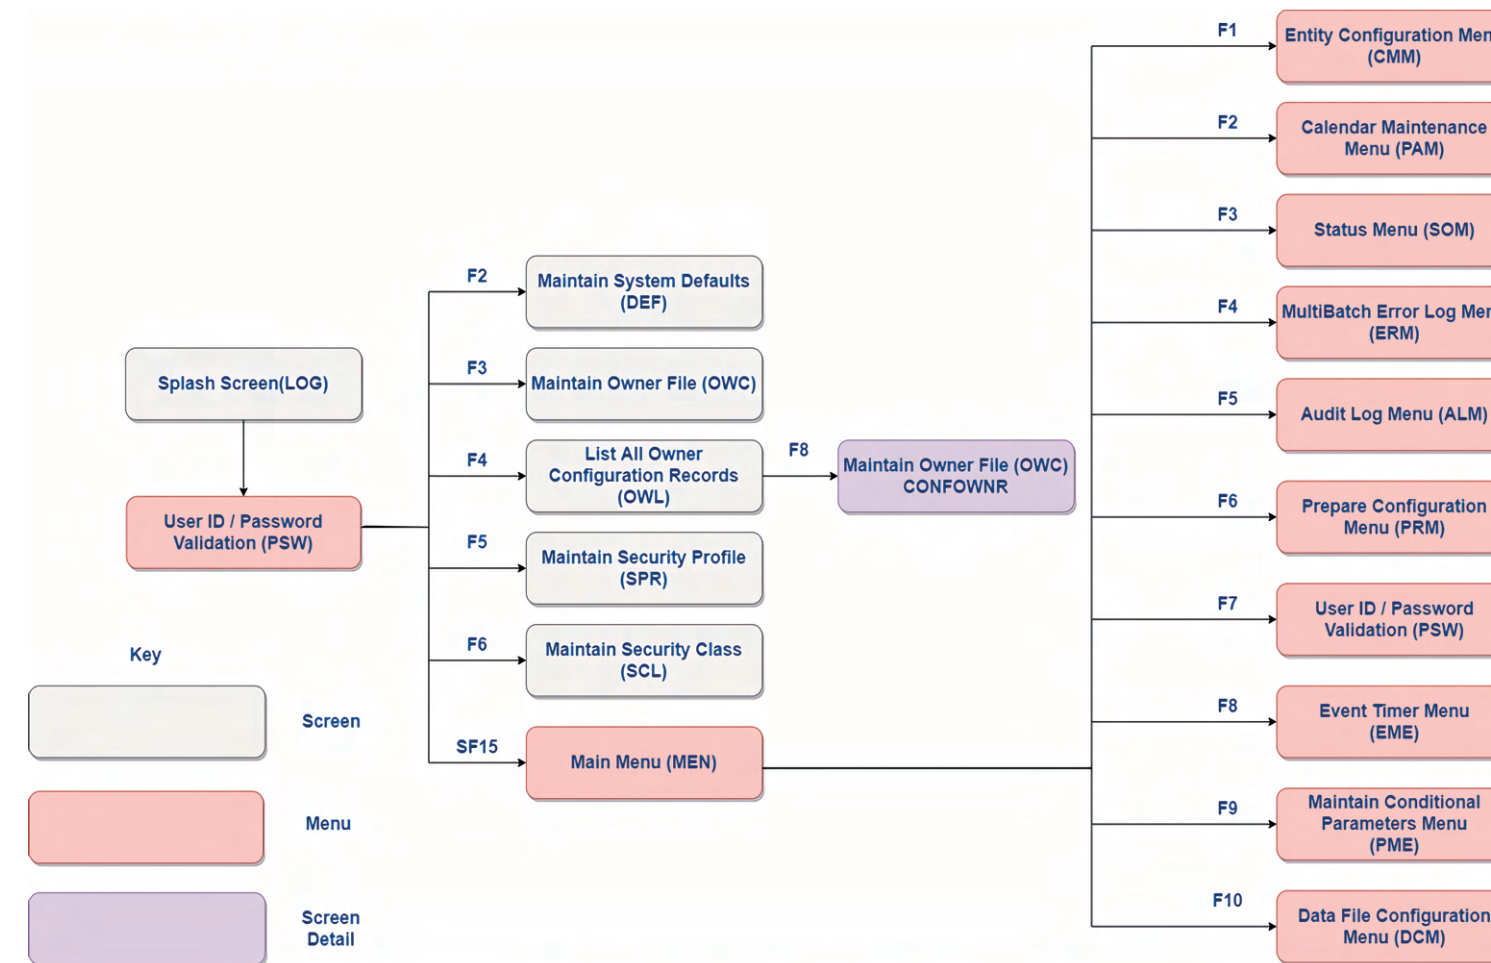 F1
Entity Configuration Men
(CMM)
F2
Calendar Maintenance
Menu (PAM)
F3
Status Menu (SOM)
F4
MultiBatch Error Log Men
(ERM)
F5
Audit Log Menu (ALM)
F6
Prepare Configuration
Menu (PRM)
F7
User ID / Password
Validation (PSW)
F8
Event Timer Menu
(EME)
F9
Maintain Conditional
Parameters Menu
(PME)
F10
Data File Configuration
Menu (DCM)
F2
Maintain System Defaults
(DEF)
F3
Maintain Owner File (OWC)
F4
List All Owner
Configuration Records
(OWL)
F8
Maintain Owner File (OWC)
CONFOWNR
F5
Maintain Security Profile
(SPR)
F6
Maintain Security Class
(SCL)
SF15
Main Menu (MEN)
Splash Screen(LOG)
User ID / Password
Validation (PSW)
Key
Screen
Menu
Screen
Detail